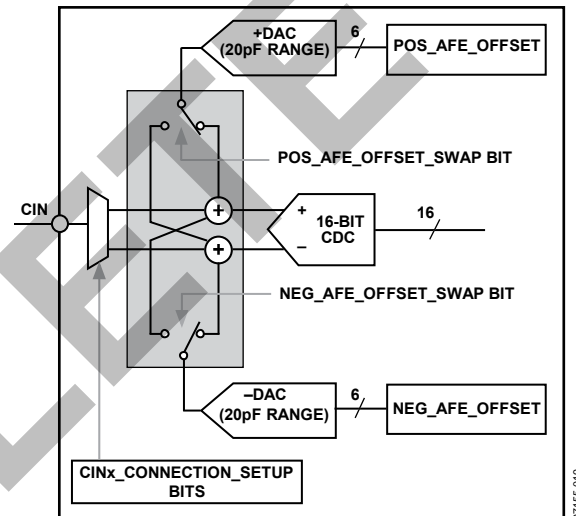 +DAC
(20pF RANGE)
6
POS_AFE_OFFSET
POS_AFE_OFFSET_SWAP BIT
CIN
+
+
16-BIT
CDC
16
+
–
NEG_AFE_OFFSET_SWAP BIT
–DAC
(20pF RANGE)
6
NEG_AFE_OFFSET
CINx_CONNECTION_SETUP
BITS